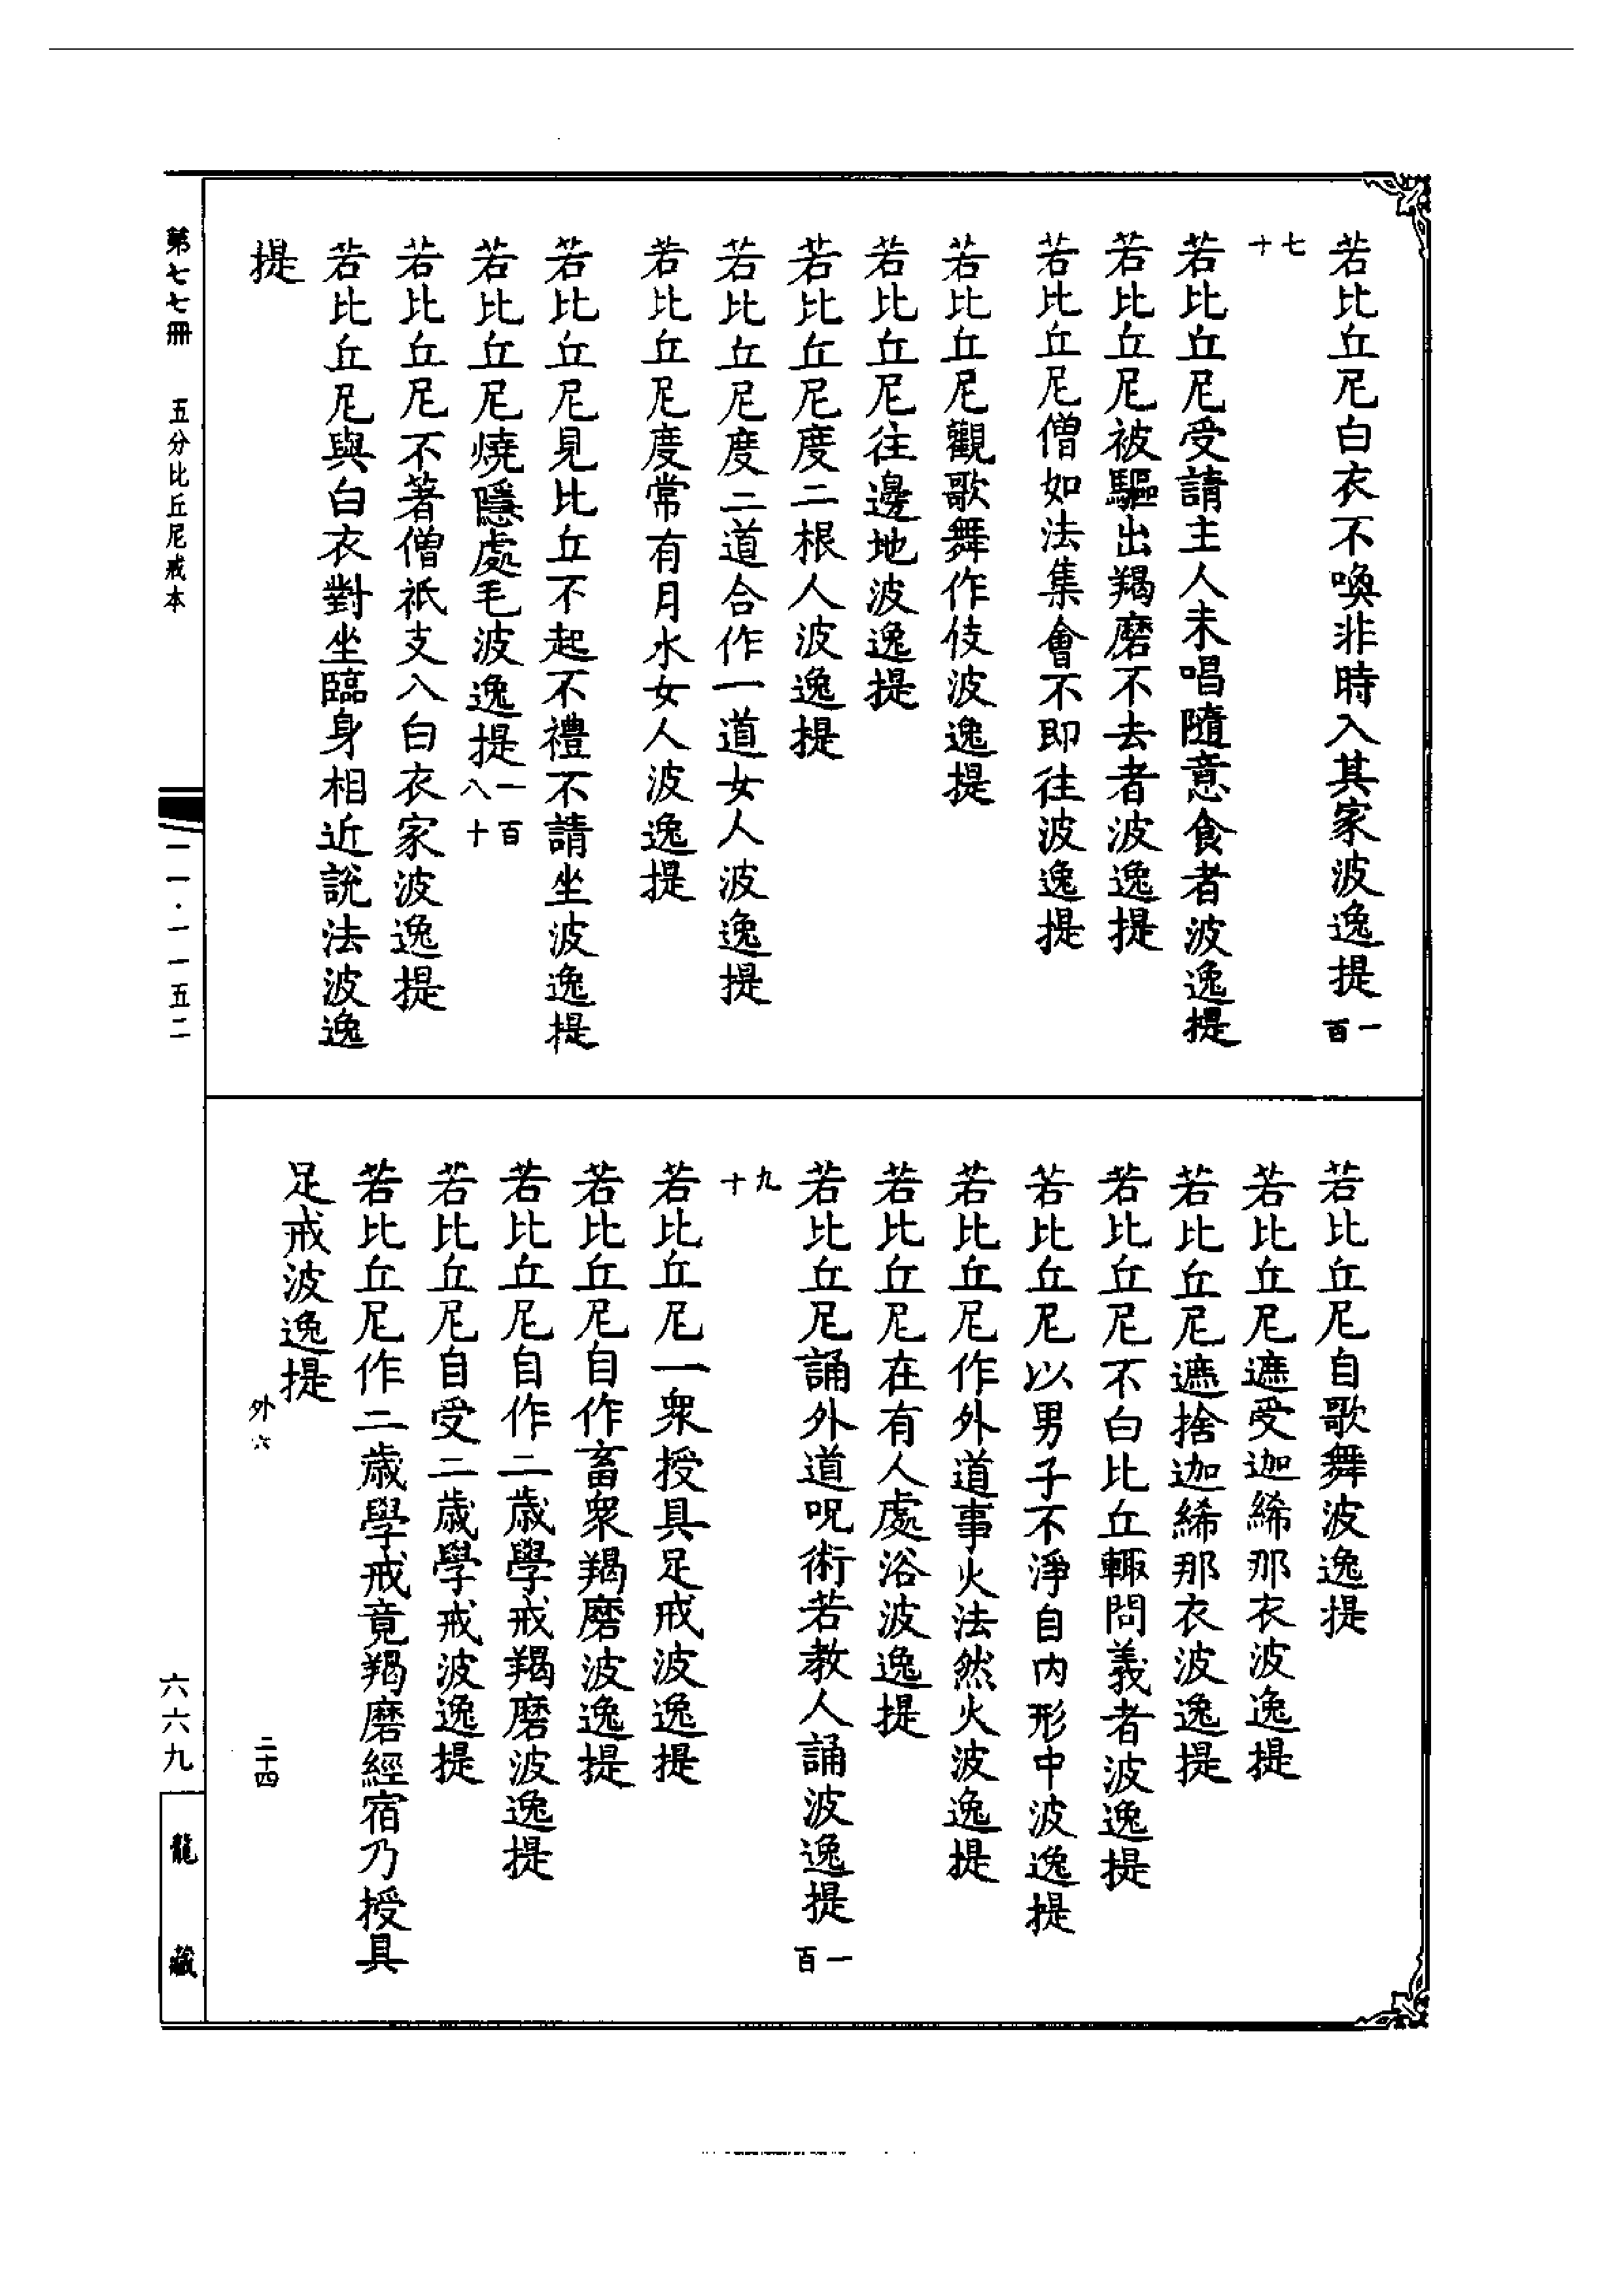 若比丘尼白衣不喚非時入其家波逸提一百
七十
若比丘尼受請主人未唱隨意食者波逸提
若比丘尼被驅出羯磨不去者波逸提
若比丘尼僧如法集會不即往波逸提
若比丘尼觀歌舞作伎波逸提
若比丘尼往邊地波逸提
若比丘尼度二根人波逸提
若比丘尼度二道合作一道女人波逸提
若比丘尼度常有月水女人波逸提
若比丘尼見比丘不起不禮不請坐波逸提
若比丘尼燒隱處毛波逸提一百八十
若比丘尼不著僧祇支入白衣家波逸提
若比丘尼與白衣對坐臨身相近說法波逸
提
若比丘尼自歌舞波逸提
若比丘尼遮受迦絺那衣波逸提
若比丘尼遮捨迦絺那衣波逸提
若比丘尼不白比丘輙問義者波逸提
若比丘尼以男子不淨自內形中波逸提
若比丘尼作外道事火法然火波逸提
若比丘尼在有人處浴波逸提
若比丘尼誦外道呪術若教人誦波逸提一百
九十
若比丘尼一衆授具足戒波逸提
若比丘尼自作畜衆羯磨波逸提
若比丘尼自作二歲學戒羯磨波逸提
若比丘尼自受二歲學戒波逸提
若比丘尼作二歲學戒竟羯磨經宿乃授具
足戒波逸提
外六
二十四
第七七冊
五分比丘尼戒本
一一·一一五二
六六九
龍藏